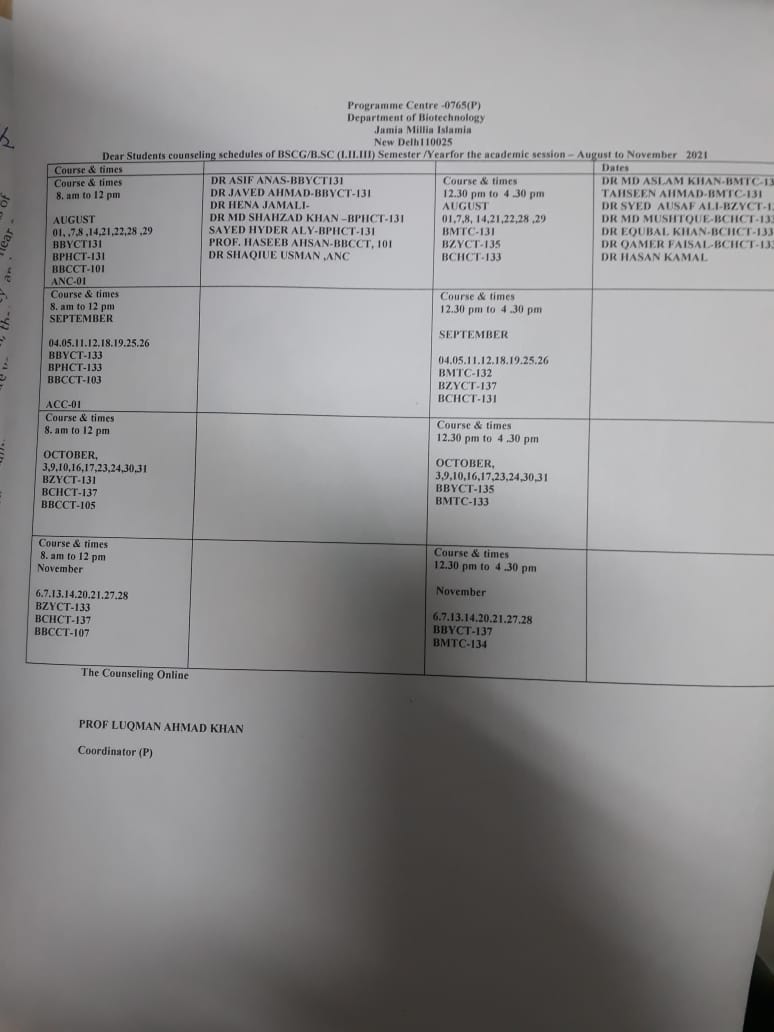 Programme Centre -0765(P)
Department of Biotechnology
Jamia Millia Islamia
New Delh110025
Dear Students counseling schedules of BSCG/B.SC (I.II.III) Semester /Yearfor the academic session – August to November 2021
Course & times
Dates
Course & times
8. am to 12 pm
AUGUST
01, ,7,8 ,14,21,22,28 ,29
BBYCT131
BPHCT-131
BBCCT-101
ANC-01
DR ASIF ANAS-BBYCT131
DR JAVED AHMAD-BBYCT-131
DR HENA JAMALI-
DR MD SHAHZAD KHAN –BPHCT-131
SAYED HYDER ALY-BPHCT-131
PROF. HASEEB AHSAN-BBCCT, 101
DR SHAQIUE USMAN ,ANC
Course & times
12.30 pm to 4 .30 pm
AUGUST
01,7,8, 14,21,22,28 ,29
BMTC-131
BZYCT-135
BCHCT-133
DR MD ASLAM KHAN-BMTC-13
TAHSEEN AHMAD-BMTC-131
DR SYED AUSAF ALI-BZYCT-1
DR MD MUSHTQUE-BCHCT-133
DR EQUBAL KHAN-BCHCT-133
DR QAMER FAISAL-BCHCT-133
DR HASAN KAMAL
Course & times
8. am to 12 pm
SEPTEMBER
04.05.11.12.18.19.25.26
BBYCT-133
BPHCT-133
BBCCT-103
ACC-01
Course & times
12.30 pm to 4 .30 pm
SEPTEMBER
04.05.11.12.18.19.25.26
BMTC-132
BZYCT-137
BCHCT-131
Course & times
8. am to 12 pm
OCTOBER,
3,9,10,16,17,23,24,30,31
BZYCT-131
BCHCT-137
BBCCT-105
Course & times
12.30 pm to 4 .30 pm
OCTOBER,
3,9,10,16,17,23,24,30,31
BBYCT-135
BMTC-133
Course & times
8. am to 12 pm
November
6.7.13.14.20.21.27.28
BZYCT-133
BCHCT-137
BBCCT-107
Course & times
12.30 pm to 4 .30 pm
November
6.7.13.14.20.21.27.28
BBYCT-137
BMTC-134
The Counseling Online
PROF LUQMAN AHMAD KHAN
Coordinator (P)